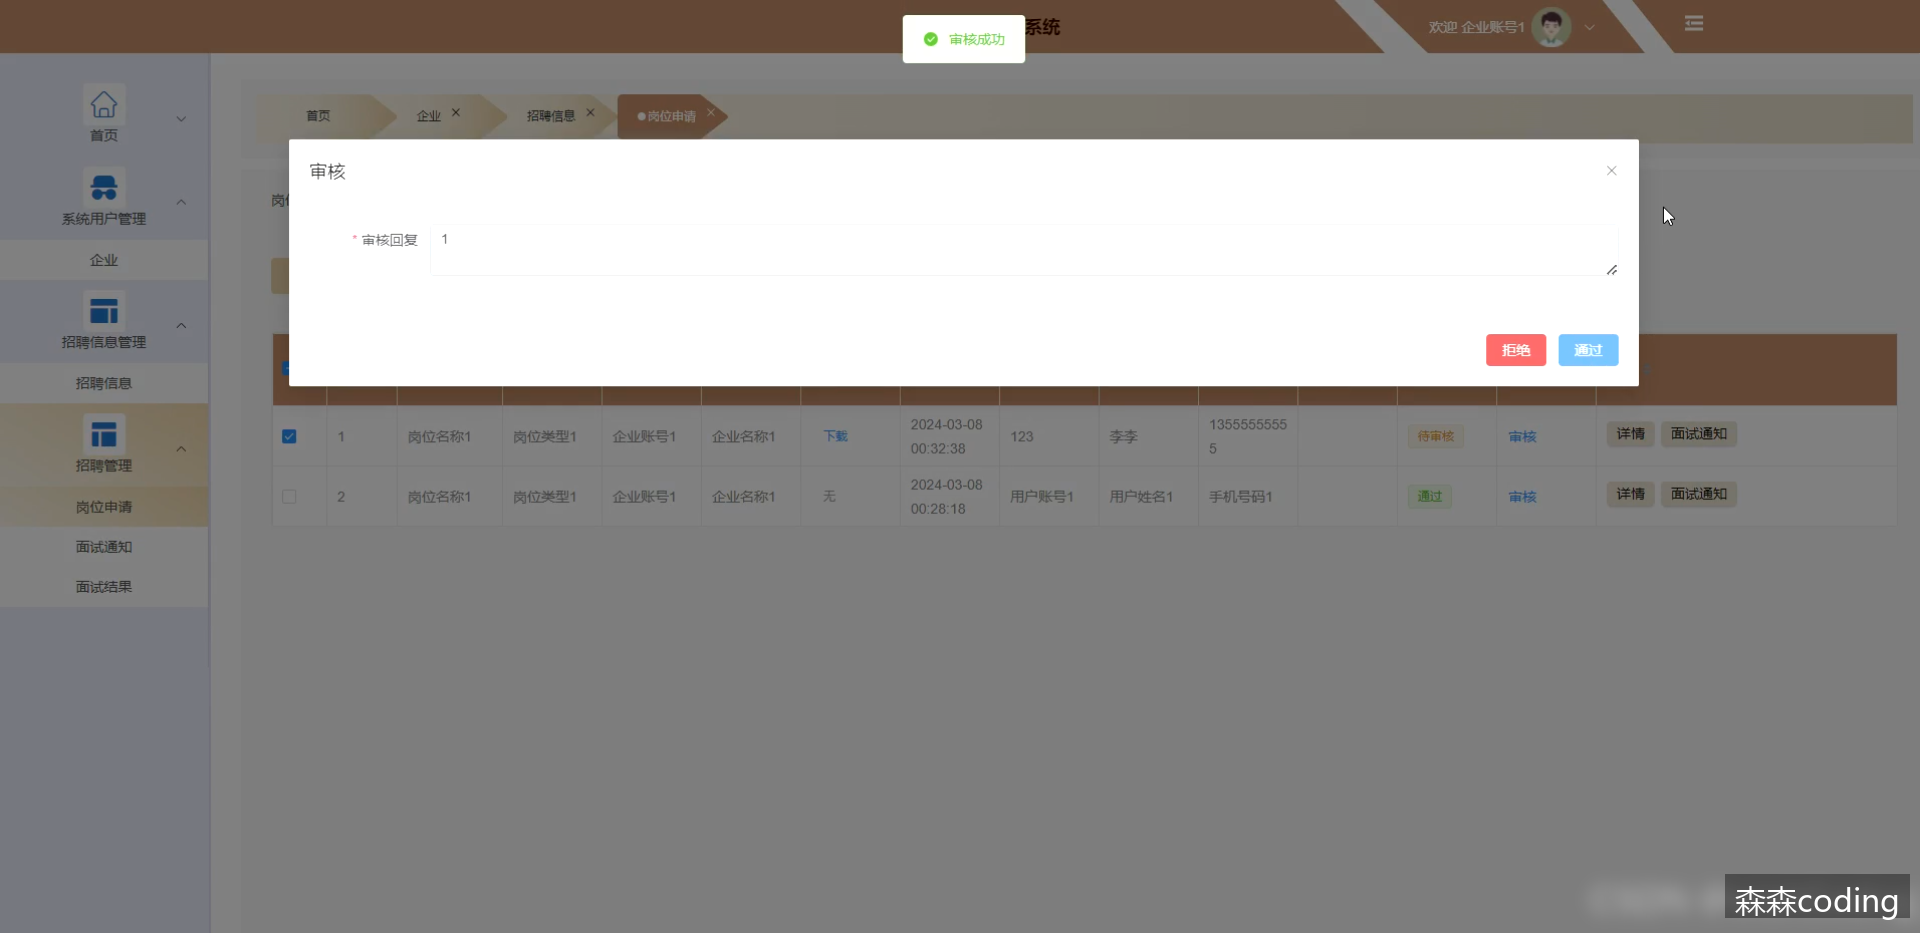 系统
审核成功
欢迎 企业账号1
首页
系统用户管理
企业
招聘信息管理
招聘信息
招聘管理
岗位申请
面试通知
面试结果
首页
企业
招聘信息
岗位申请
审核
* 审核回复
1
拒绝
通过
1 岗位名称1 岗位类型1 企业账号1 企业名称1 下载 2024-03-08 00:32:38 123 李李 13555555555 待审核 审核 详情 面试通知
2 岗位名称1 岗位类型1 企业账号1 企业名称1 无 2024-03-08 00:28:18 用户账号1 用户姓名1 手机号码1 通过 审核 详情 面试通知
森森coding